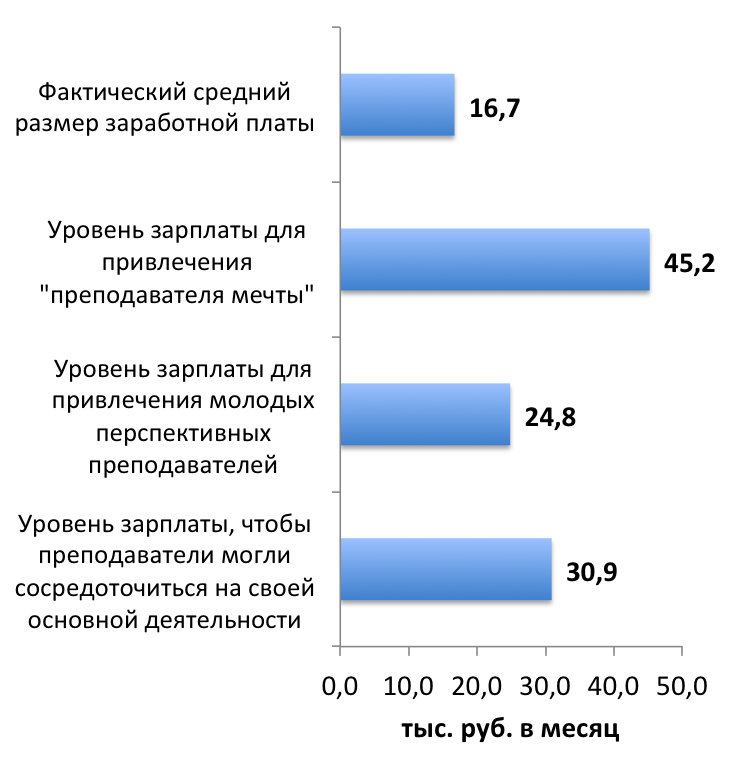 Фактический средний
размер заработной платы
16,7
Уровень зарплаты для
привлечения
"преподавателя мечты"
45,2
Уровень зарплаты для
привлечения молодых
перспективных
преподавателей
24,8
Уровень зарплаты, чтобы
преподаватели могли
сосредоточиться на своей
основной деятельности
30,9
0,0 10,0 20,0 30,0 40,0 50,0
тыс. руб. в месяц